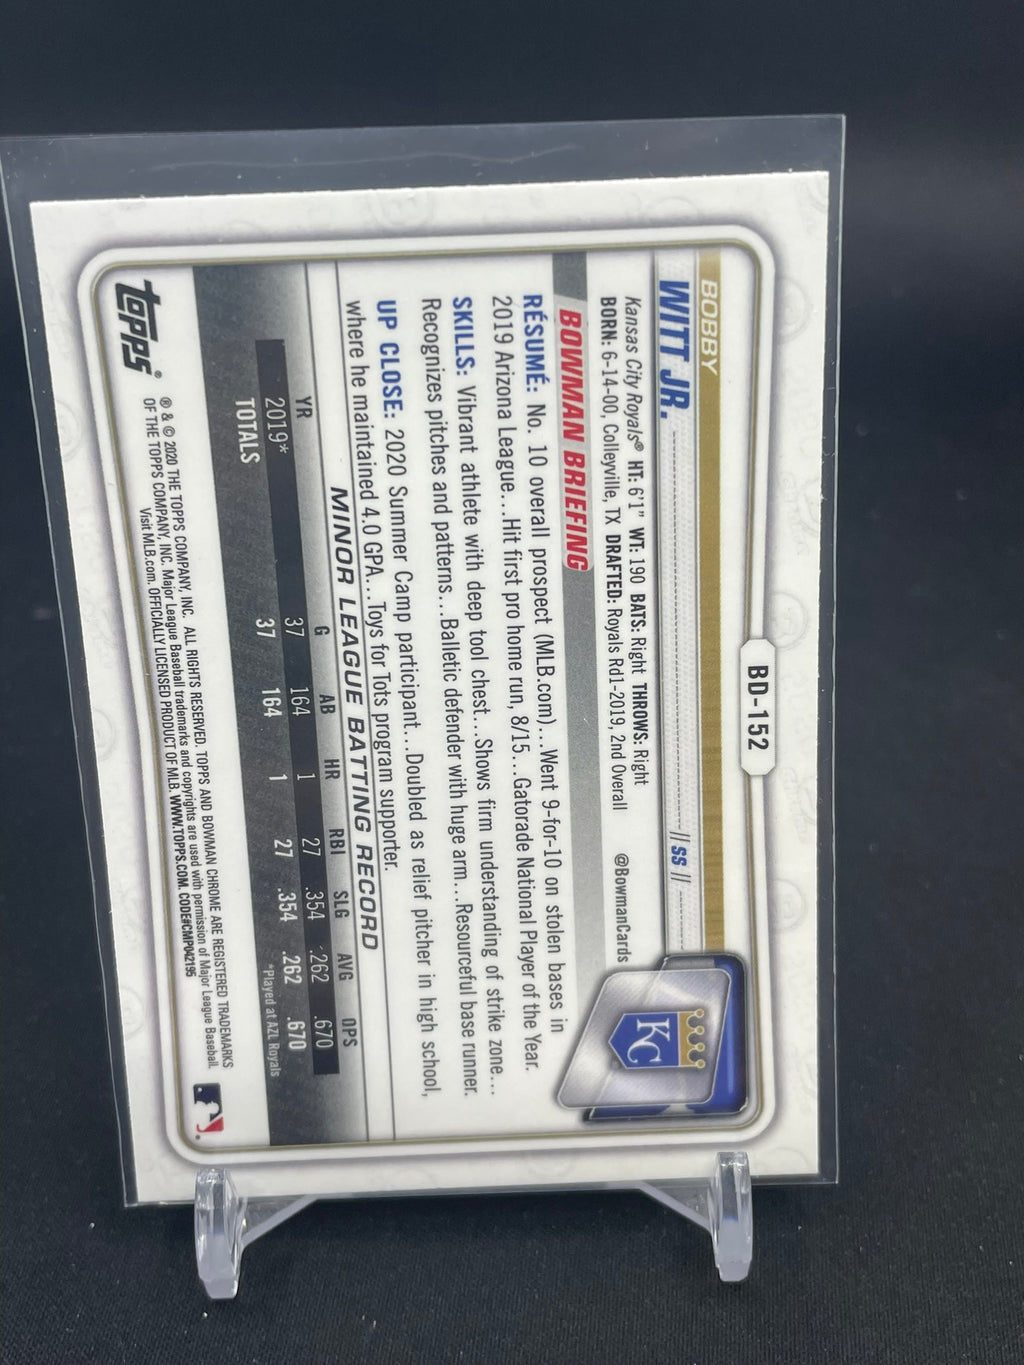 BD-152
BOBBY
WITT JR.
|| SS ||
Kansas City Royals® HT: 6'1" WT: 190 BATS: Right THROWS: Right
BORN: 6-14-00, Colleyville, TX DRAFTED: Royals Rd1-2019, 2nd Overall
@BowmanCards
KC
BOWMAN BRIEFING
RÉSUMÉ: No. 10 overall prospect (MLB.com)...Went 9-for-10 on stolen bases in
2019 Arizona League...Hit first pro home run, 8/15...Gatorade National Player of the Year.
SKILLS: Vibrant athlete with deep tool chest...Shows firm understanding of strike zone...
Recognizes pitches and patterns...Balletic defender with huge arm...Resourceful base runner.
UP CLOSE: 2020 Summer Camp participant...Doubled as relief pitcher in high school,
where he maintained 4.0 GPA...Toys for Tots program supporter.
MINOR LEAGUE BATTING RECORD
YR G AB HR RBI SLG AVG OPS
2019* 37 164 1 27 .354 .262 .670
TOTALS 37 164 1 27 .354 .262 .670
*Played at AZL Royals
topps®
® & © 2020 THE TOPPS COMPANY, INC. ALL RIGHTS RESERVED. TOPPS AND BOWMAN CHROME ARE REGISTERED TRADEMARKS
OF THE TOPPS COMPANY, INC. Major League Baseball trademarks and copyrights are used with permission of Major League Baseball.
Visit MLB.com. OFFICIALLY LICENSED PRODUCT OF MLB. WWW.TOPPS.COM. CODE#CMP042195